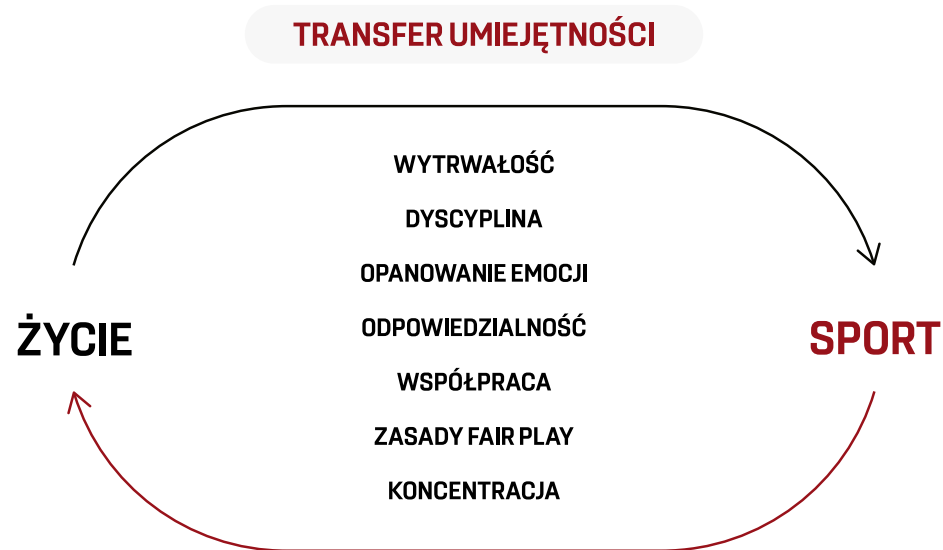 TRANSFER UMIEJĘTNOŚCI
WYTRWAŁOŚĆ
DYSCYPLINA
OPANOWANIE EMOCJI
ODPOWIEDZIALNOŚĆ
ŻYCIE
SPORT
WSPÓŁPRACA
ZASADY FAIR PLAY
KONCENTRACJA